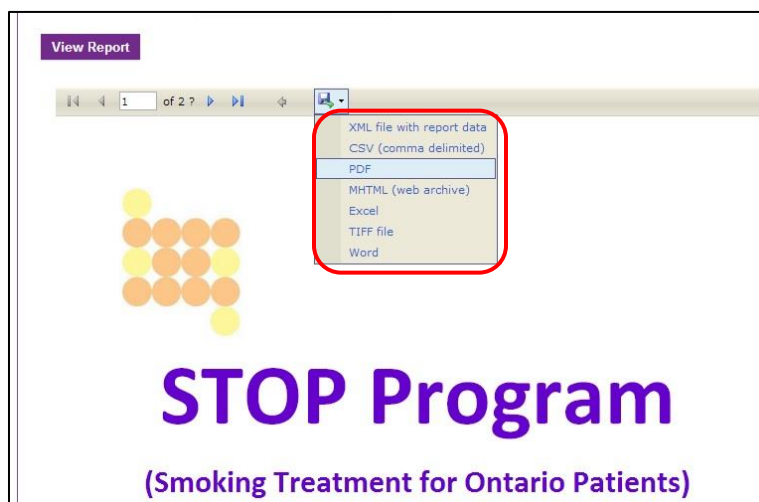 View Report
1 of 2 ?
XML file with report data
CSV (comma delimited)
PDF
MHTML (web archive)
Excel
TIFF file
Word
STOP Program
(Smoking Treatment for Ontario Patients)